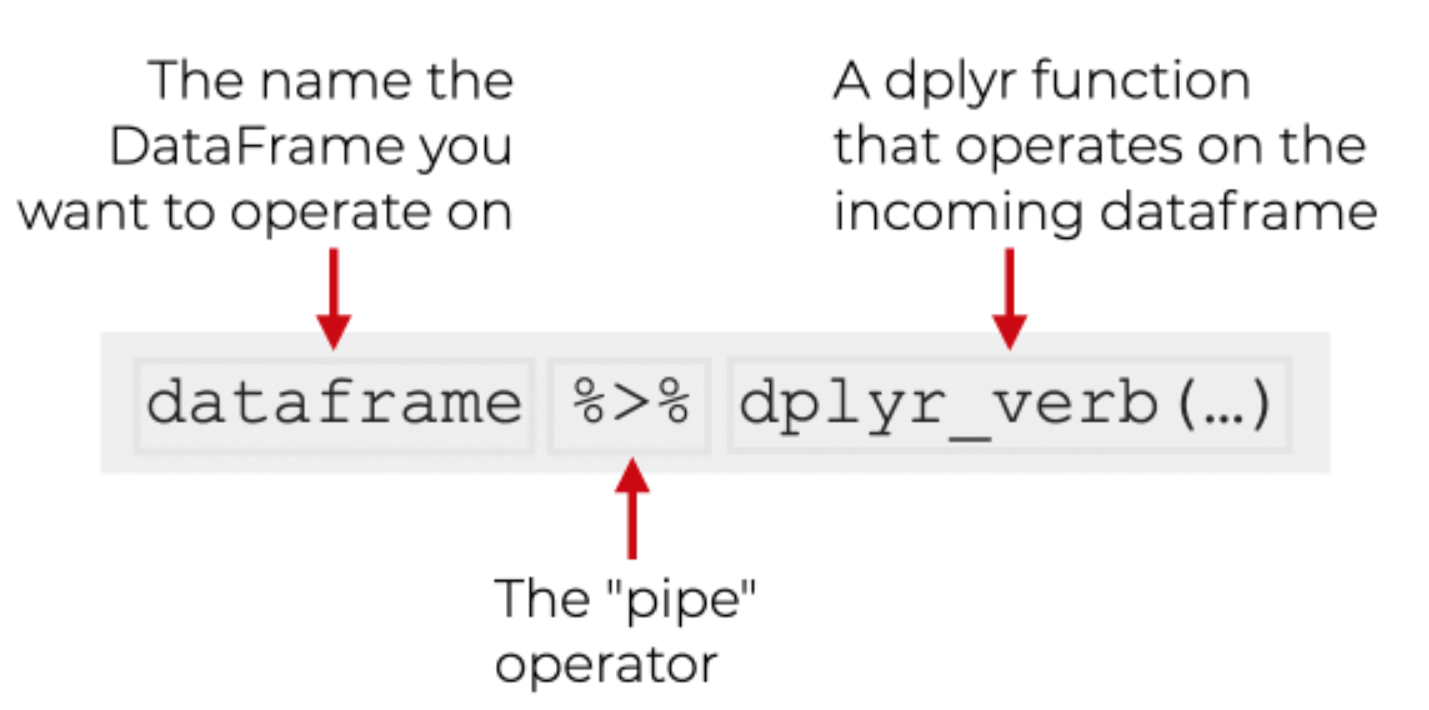 The name the
DataFrame you
want to operate on
A dplyr function
that operates on the
incoming dataframe
dataframe %>% dplyr_verb(…)
The "pipe"
operator